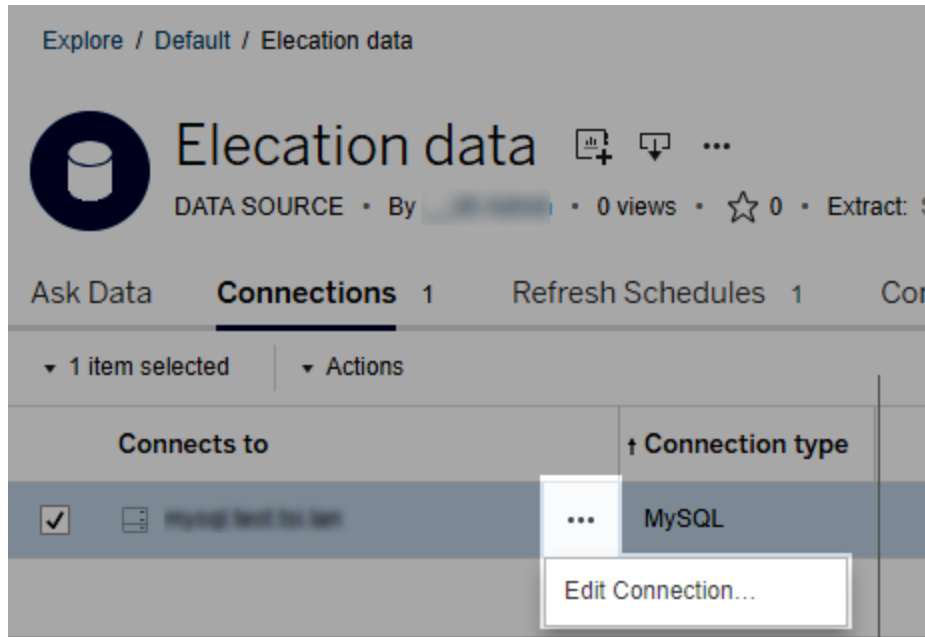 Explore / Default / Elecation data
Elecation data
DATA SOURCE • By • 0 views • 0 • Extract:
Ask Data Connections 1 Refresh Schedules 1
1 item selected Actions
Connects to ↑ Connection type
... MySQL
Edit Connection...